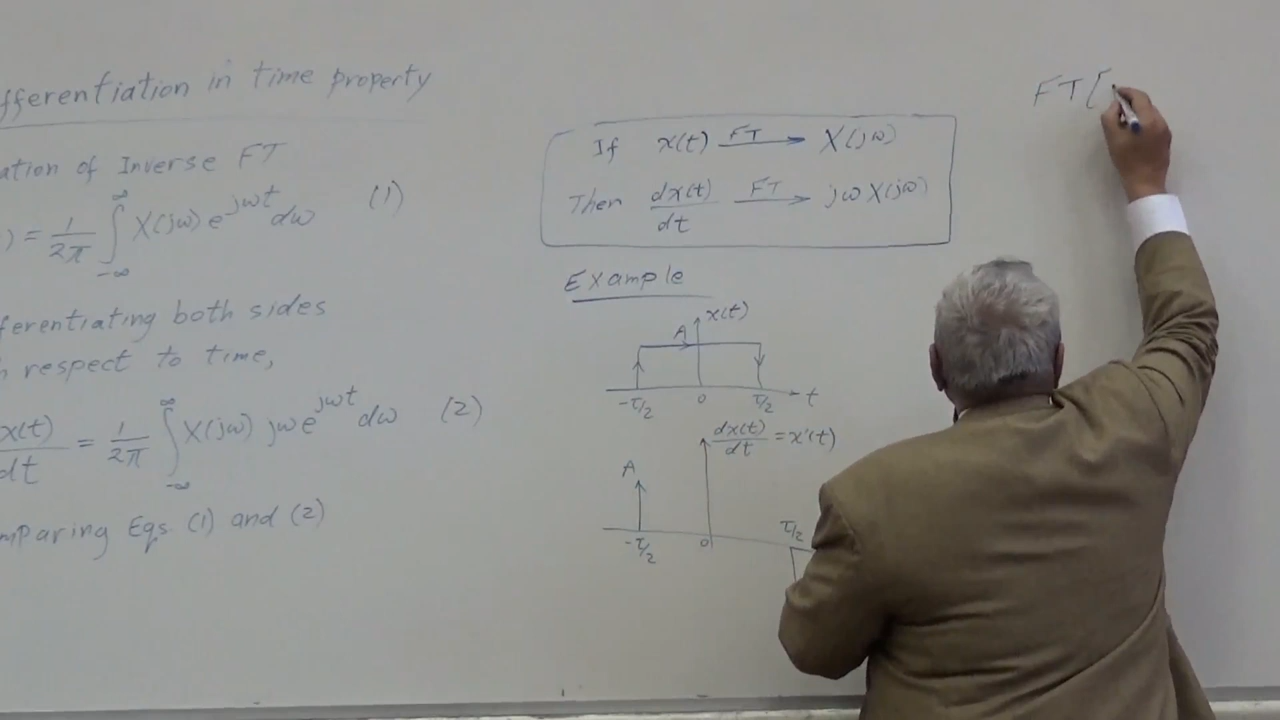 fferentiation in time property
ation of Inverse FT
) = 1/2π ∫_{-∞}^{∞} X(jω) e^{jωt} dω (1)
ferentiating both sides
h respect to time,
x(t)/dt = 1/2π ∫_{-∞}^{∞} X(jω) jω e^{jωt} dω (2)
mparing Eqs (1) and (2)
If x(t) FT→ X(jω)
Then dx(t)/dt FT→ jω X(jω)
Example
x(t)
A
-τ/2 0 τ/2 t
dx(t)/dt = x'(t)
A
τ/2
-τ/2 0
FT[